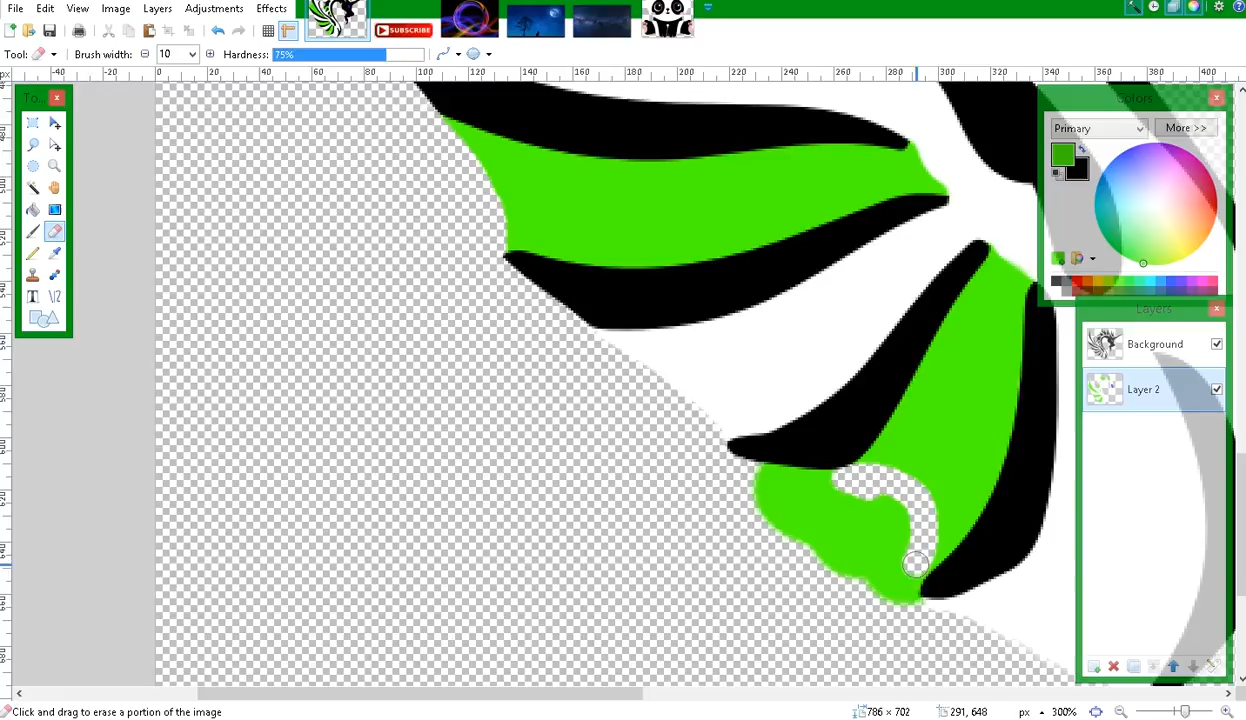 File Edit View Image Layers Adjustments Effects
SUBSCRIBE
Tool: Brush width: 10 Hardness: 75%
px -40 -20 0 20 40 60 80 100 120 140 160 180 200 220 240 260 280 300 320 340 360 380 400
To...
Colors
Primary More >>
Layers
Background
Layer 2
Click and drag to erase a portion of the image 786 × 702 291, 648 px 300%